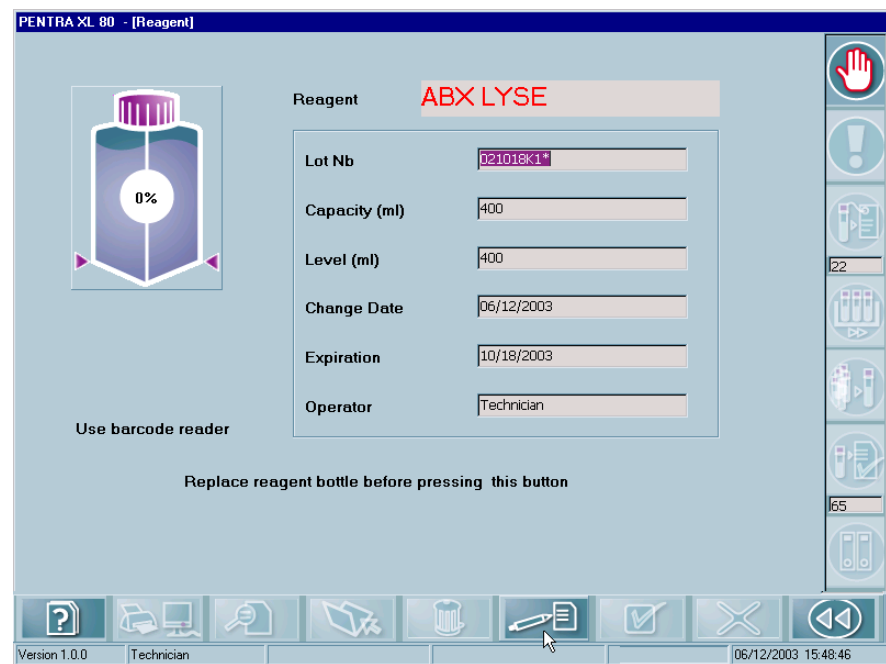 PENTRA XL 80 - [Reagent]
Reagent ABX LYSE
0%
Lot Nb 021018K1*
Capacity (ml) 400
Level (ml) 400
Change Date 06/12/2003
Expiration 10/18/2003
Operator Technician
Use barcode reader
Replace reagent bottle before pressing this button
22
65
?
Version 1.0.0 Technician 06/12/2003 15:48:46